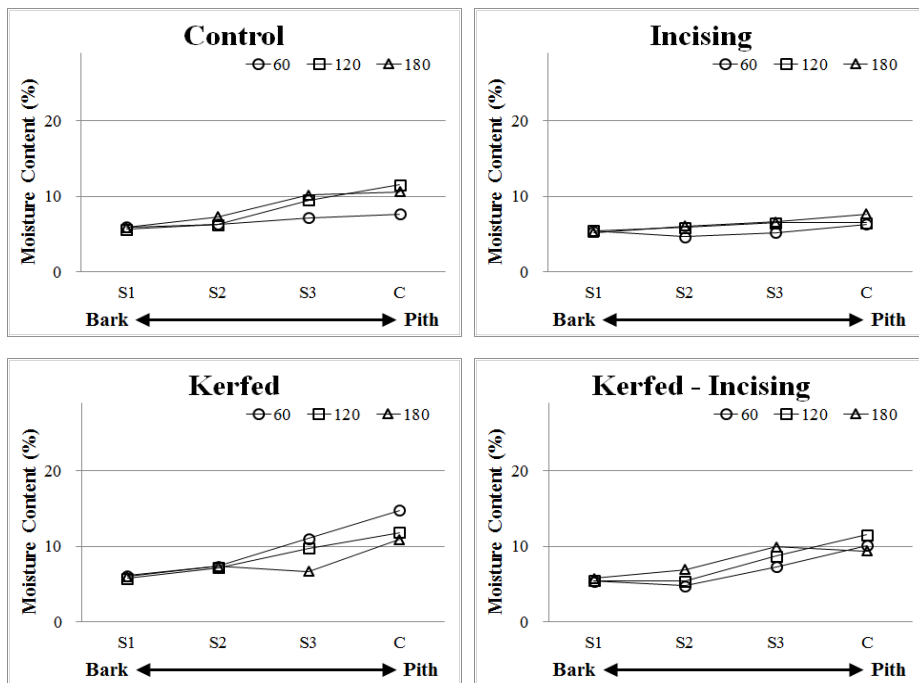 Control
60 120 180
Moisture Content (%)
20
10
0
S1 S2 S3 C
Bark Pith
Incising
60 120 180
Moisture Content (%)
20
10
0
S1 S2 S3 C
Bark Pith
Kerfed
60 120 180
Moisture Content (%)
20
10
0
S1 S2 S3 C
Bark Pith
Kerfed - Incising
60 120 180
Moisture Content (%)
20
10
0
S1 S2 S3 C
Bark Pith